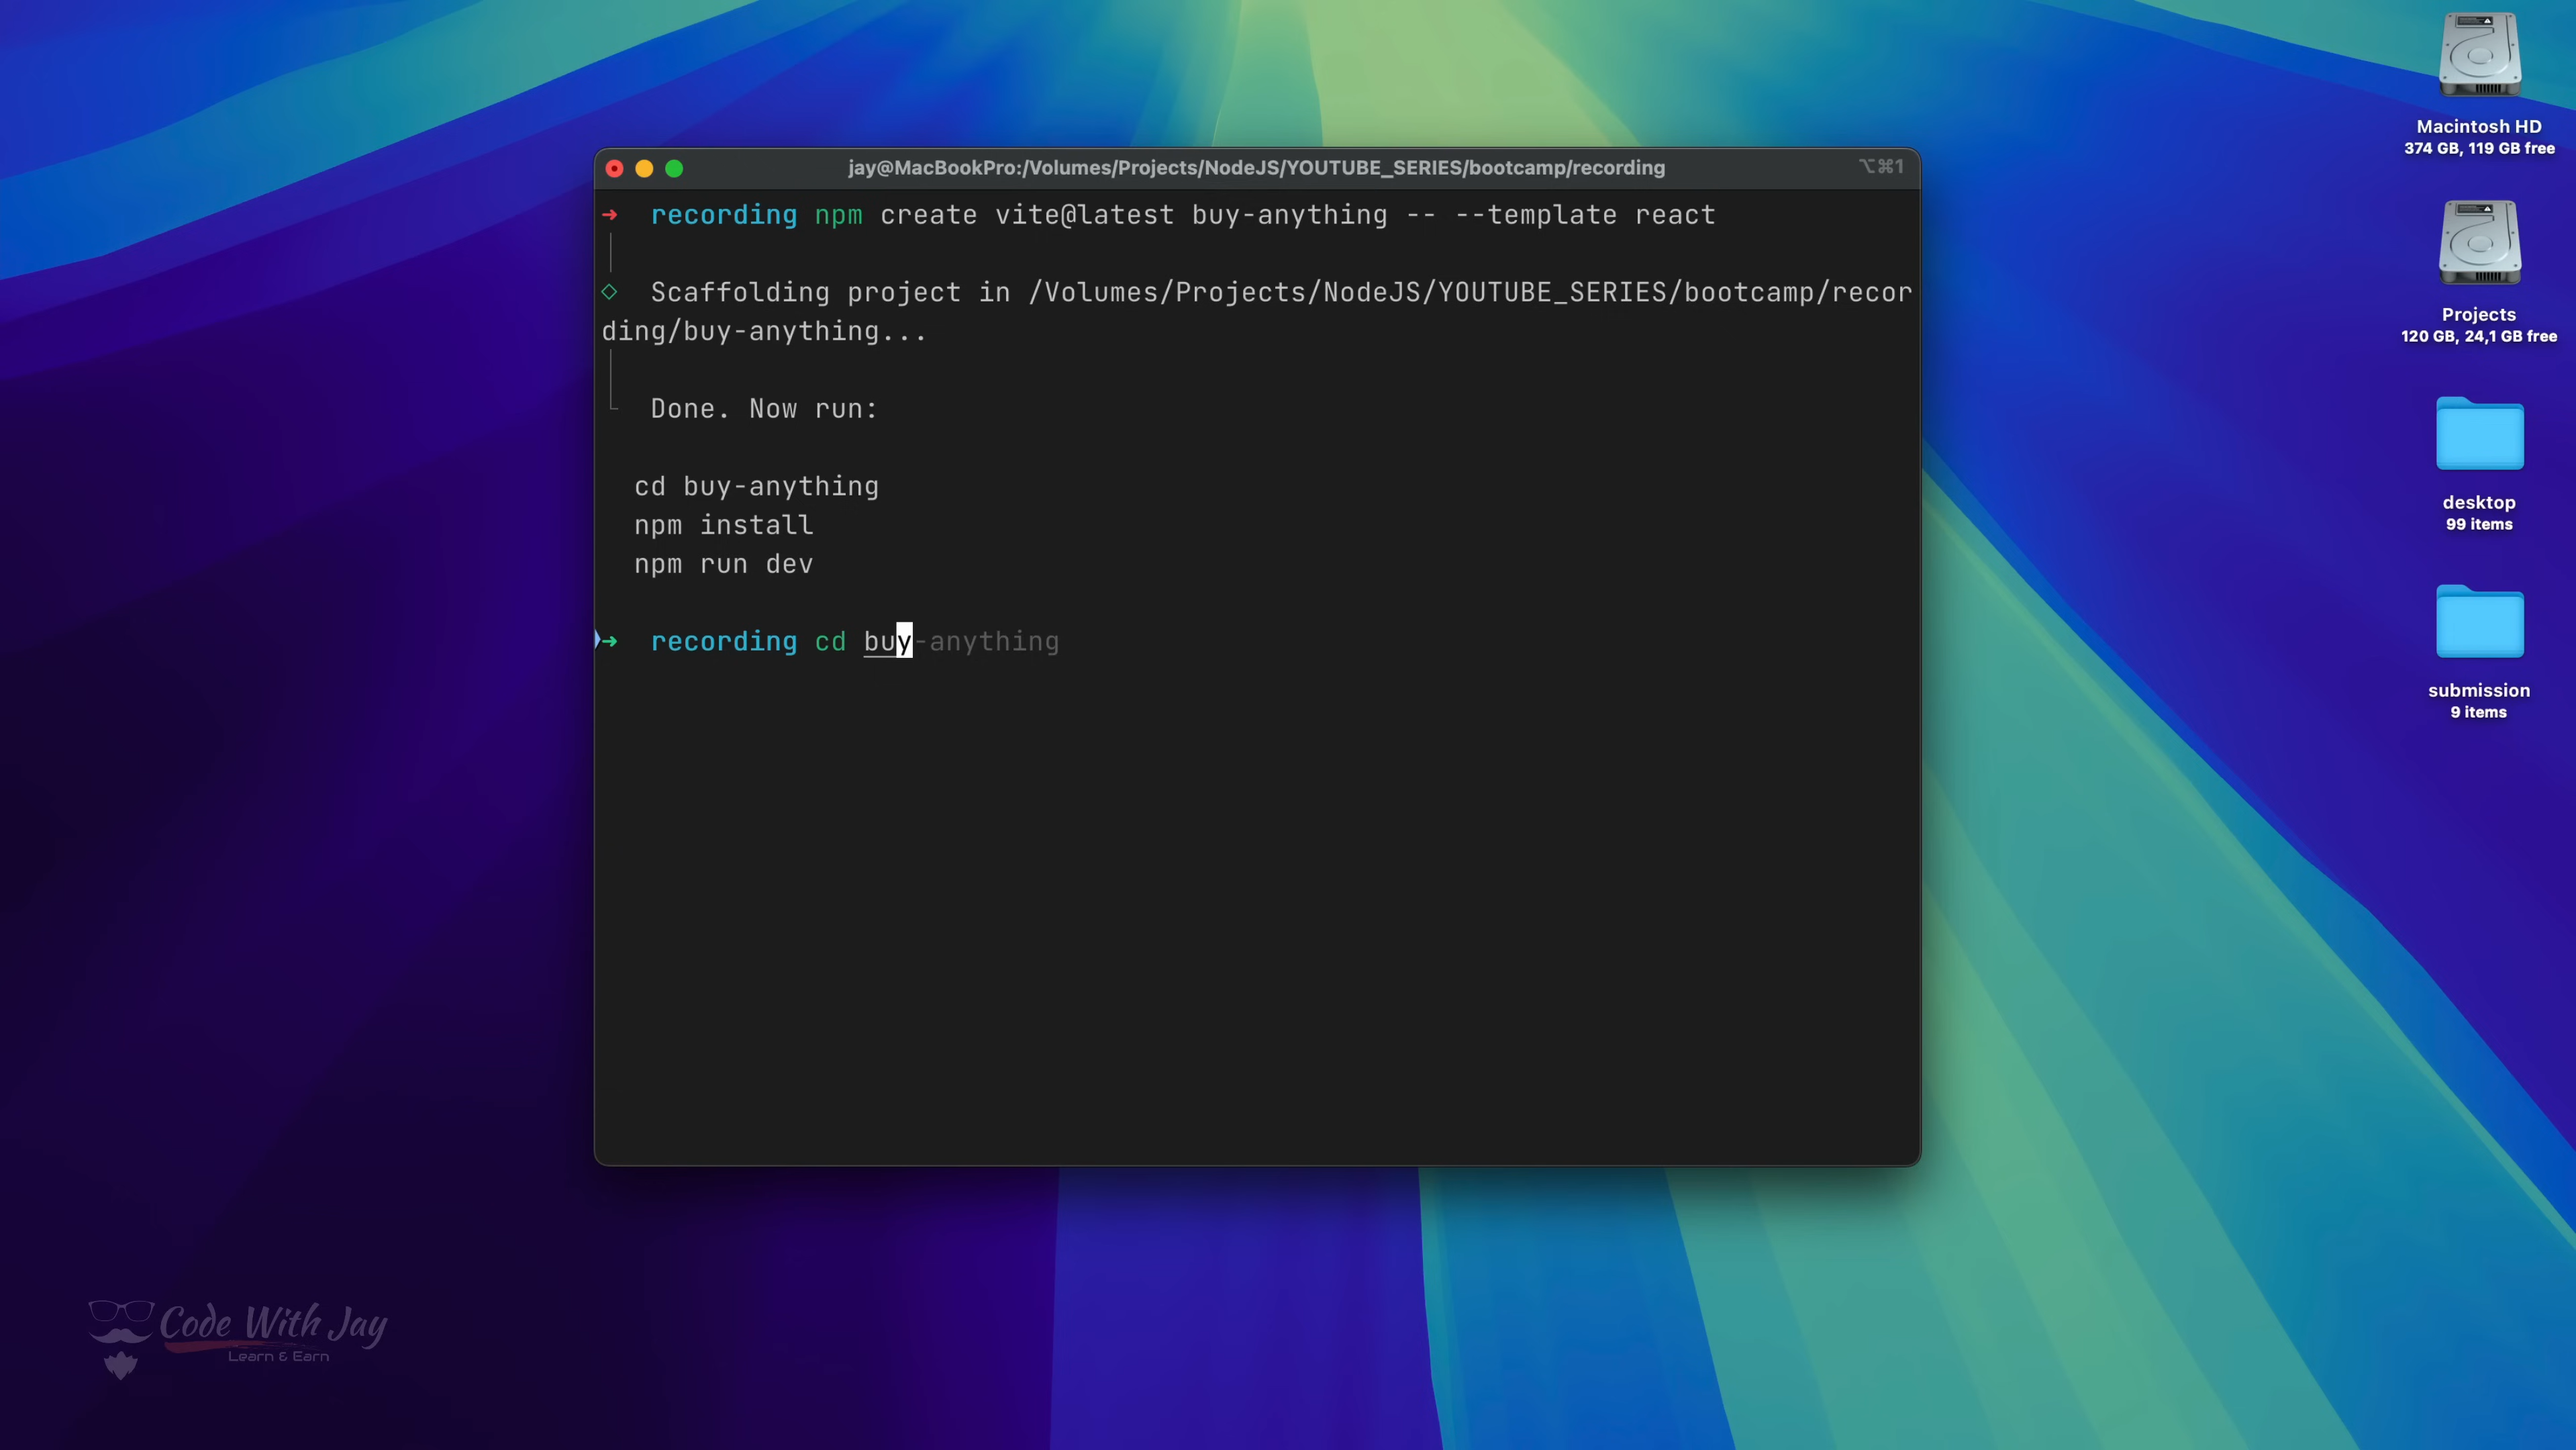 jay@MacBookPro:/Volumes/Projects/NodeJS/YOUTUBE_SERIES/bootcamp/recording
⌥⌘1
➜ recording npm create vite@latest buy-anything -- --template react
◇ Scaffolding project in /Volumes/Projects/NodeJS/YOUTUBE_SERIES/bootcamp/recor
ding/buy-anything...
Done. Now run:
cd buy-anything
npm install
npm run dev
➜ recording cd buy-anything
Macintosh HD
374 GB, 119 GB free
Projects
120 GB, 24,1 GB free
desktop
99 items
submission
9 items
Code With Jay
Learn & Earn